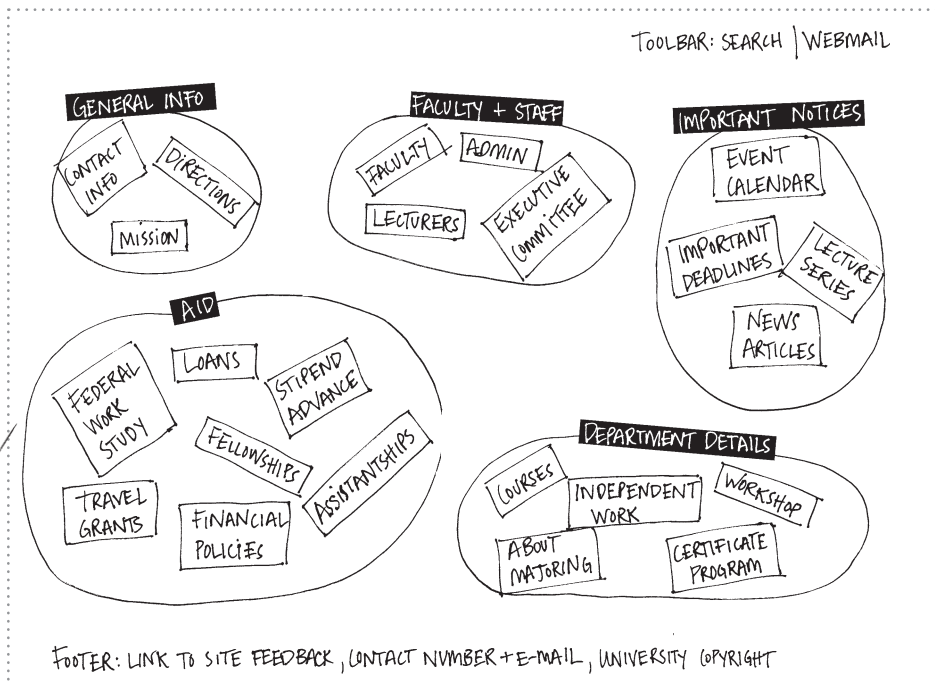 TOOLBAR: SEARCH | WEBMAIL
GENERAL INFO
CONTACT
INFO
DIRECTIONS
MISSION
FACULTY + STAFF
FACULTY
ADMIN
LECTURERS
EXECUTIVE
COMMITTEE
IMPORTANT NOTICES
EVENT
CALENDAR
IMPORTANT
DEADLINES
LECTURE
SERIES
NEWS
ARTICLES
AID
FEDERAL
WORK
STUDY
LOANS
STIPEND
ADVANCE
FELLOWSHIPS
ASSISTANTSHIPS
TRAVEL
GRANTS
FINANCIAL
POLICIES
DEPARTMENT DETAILS
COURSES
INDEPENDENT
WORK
WORKSHOP
ABOUT
MAJORING
CERTIFICATE
PROGRAM
FOOTER: LINK TO SITE FEEDBACK, CONTACT NUMBER + E-MAIL, UNIVERSITY COPYRIGHT